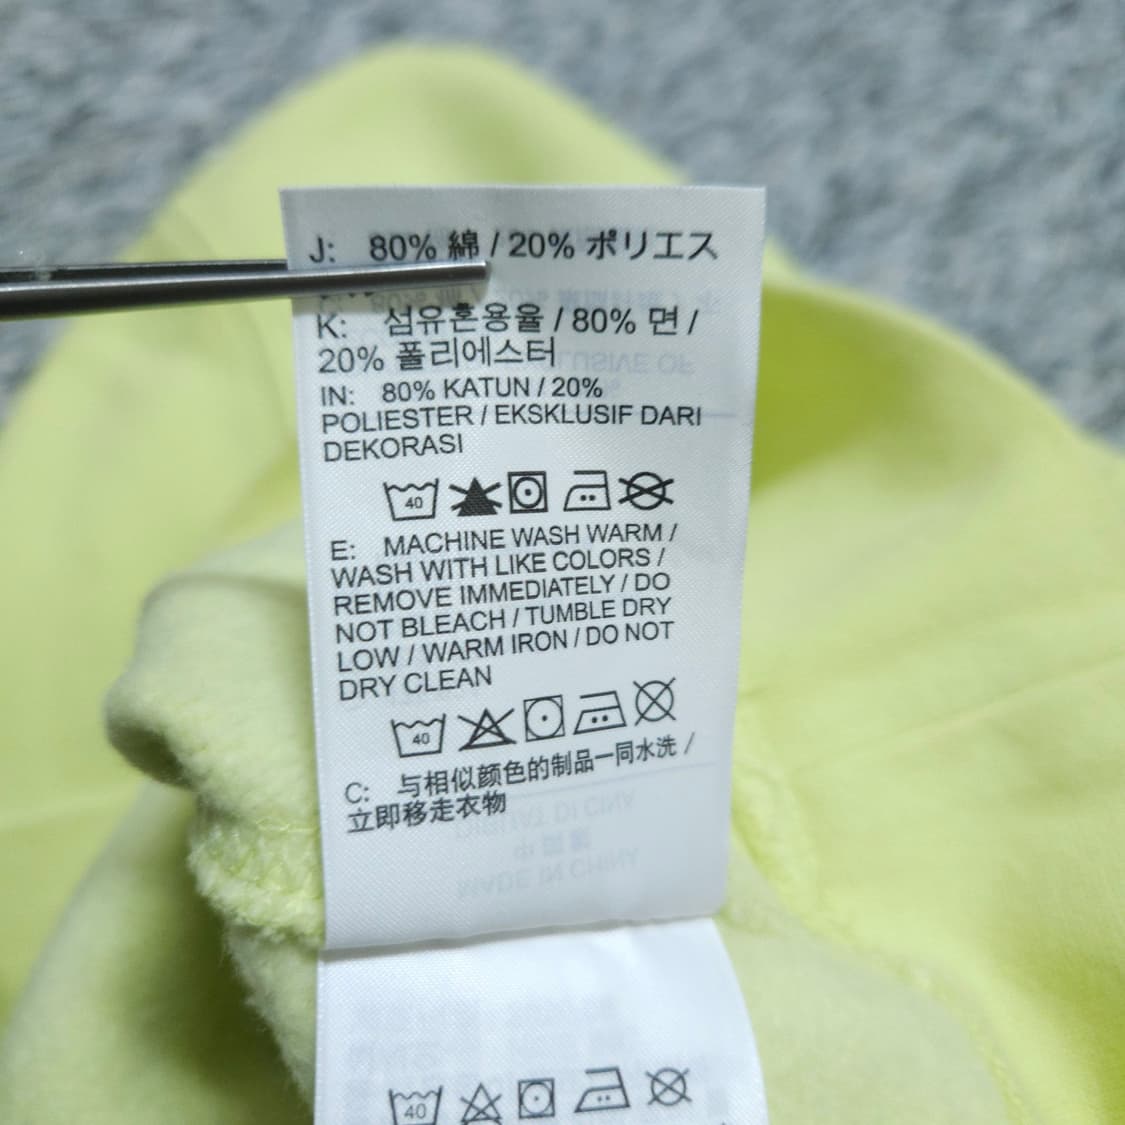 J: 80% 綿 / 20% ポリエス
K: 섬유혼용율 / 80% 면 /
20% 폴리에스터
IN: 80% KATUN / 20%
POLIESTER / EKSKLUSIF DARI
DEKORASI
40
E: MACHINE WASH WARM /
WASH WITH LIKE COLORS /
REMOVE IMMEDIATELY / DO
NOT BLEACH / TUMBLE DRY
LOW / WARM IRON / DO NOT
DRY CLEAN
40
C: 与相似颜色的制品一同水洗 /
立即移走衣物
40